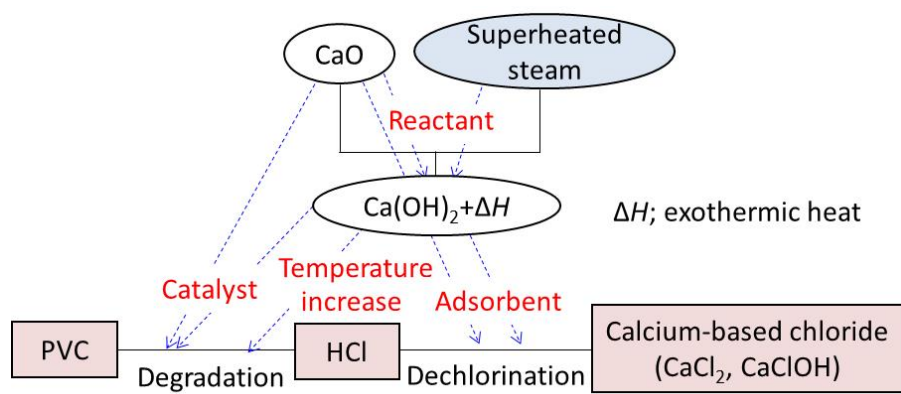 CaO
Superheated
steam
Reactant
Ca(OH)₂+ΔH
ΔH; exothermic heat
Catalyst
Temperature
increase
Adsorbent
PVC
Degradation
HCl
Dechlorination
Calcium-based chloride
(CaCl₂, CaClOH)